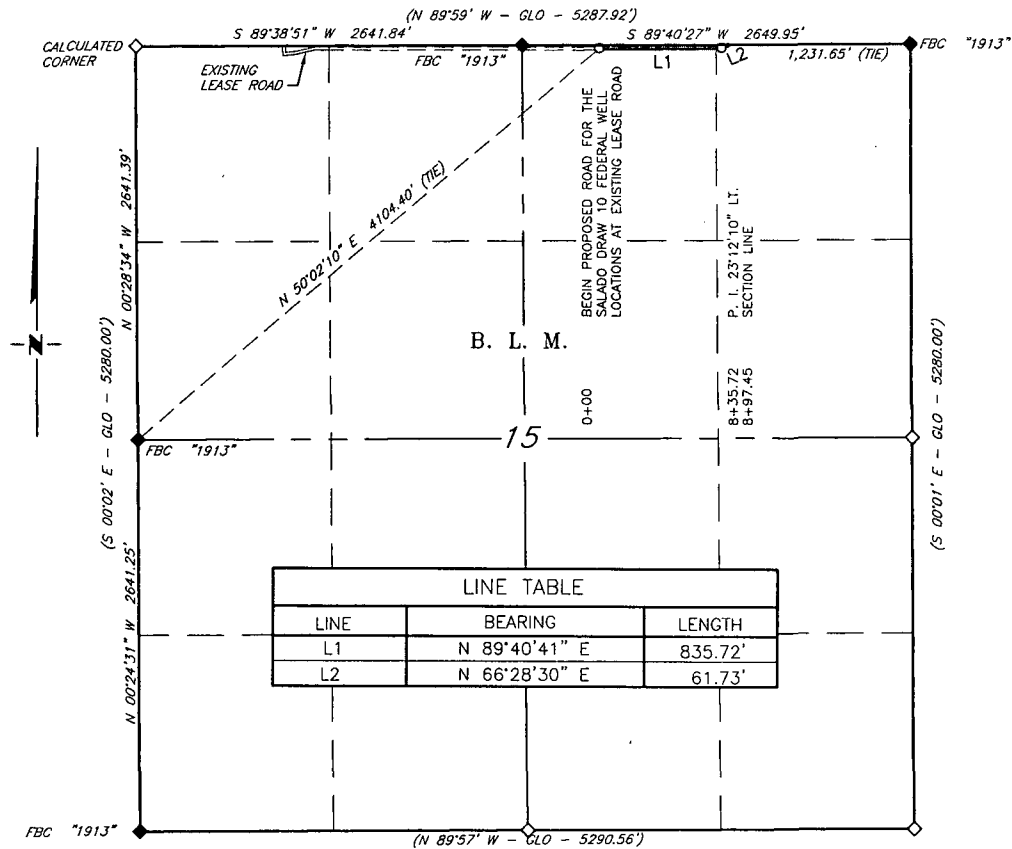 (N 89°59' W - GLO - 5287.92')
S 89°38'51" W 2641.84'
S 89°40'27" W 2649.95'
CALCULATED
CORNER
FBC "1913"
FBC "1913"
L1
L2
1,231.65' (TIE)
EXISTING
LEASE ROAD
N 00°28'34" W 2641.39'
N 50°02'10" E 4104.40' (TIE)
BEGIN PROPOSED ROAD FOR THE
SALADO DRAW 10 FEDERAL WELL
LOCATIONS AT EXISTING LEASE ROAD
0+00
P. I. 23°12'10" LT.
SECTION LINE
8+35.72
8+97.45
N
B. L. M.
(S 00°02' E - GLO - 5280.00')
(S 00°01' E - GLO - 5280.00')
FBC "1913"
15
N 00°24'31" W 2641.25'
LINE TABLE
LINE BEARING LENGTH
L1 N 89°40'41" E 835.72'
L2 N 66°28'30" E 61.73'
FBC "1913"
(N 89°57' W - GLO - 5290.56')